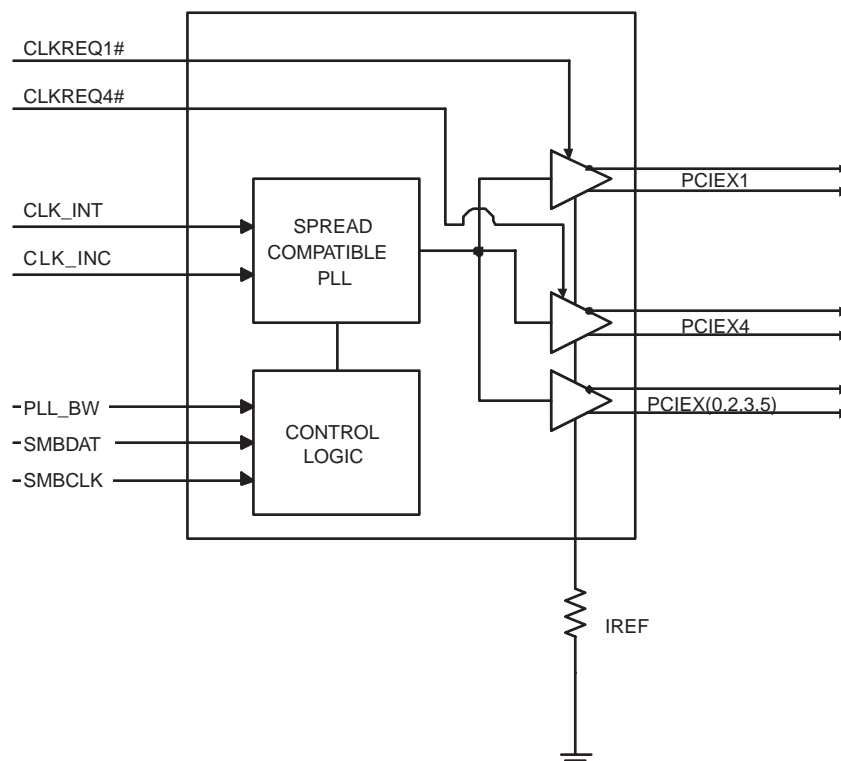 CLKREQ1#
CLKREQ4#
CLK_INT
CLK_INC
SPREAD
COMPATIBLE
PLL
PCIEX1
PCIEX4
PCIEX(0,2,3,5)
PLL_BW
SMBDAT
SMBCLK
CONTROL
LOGIC
IREF